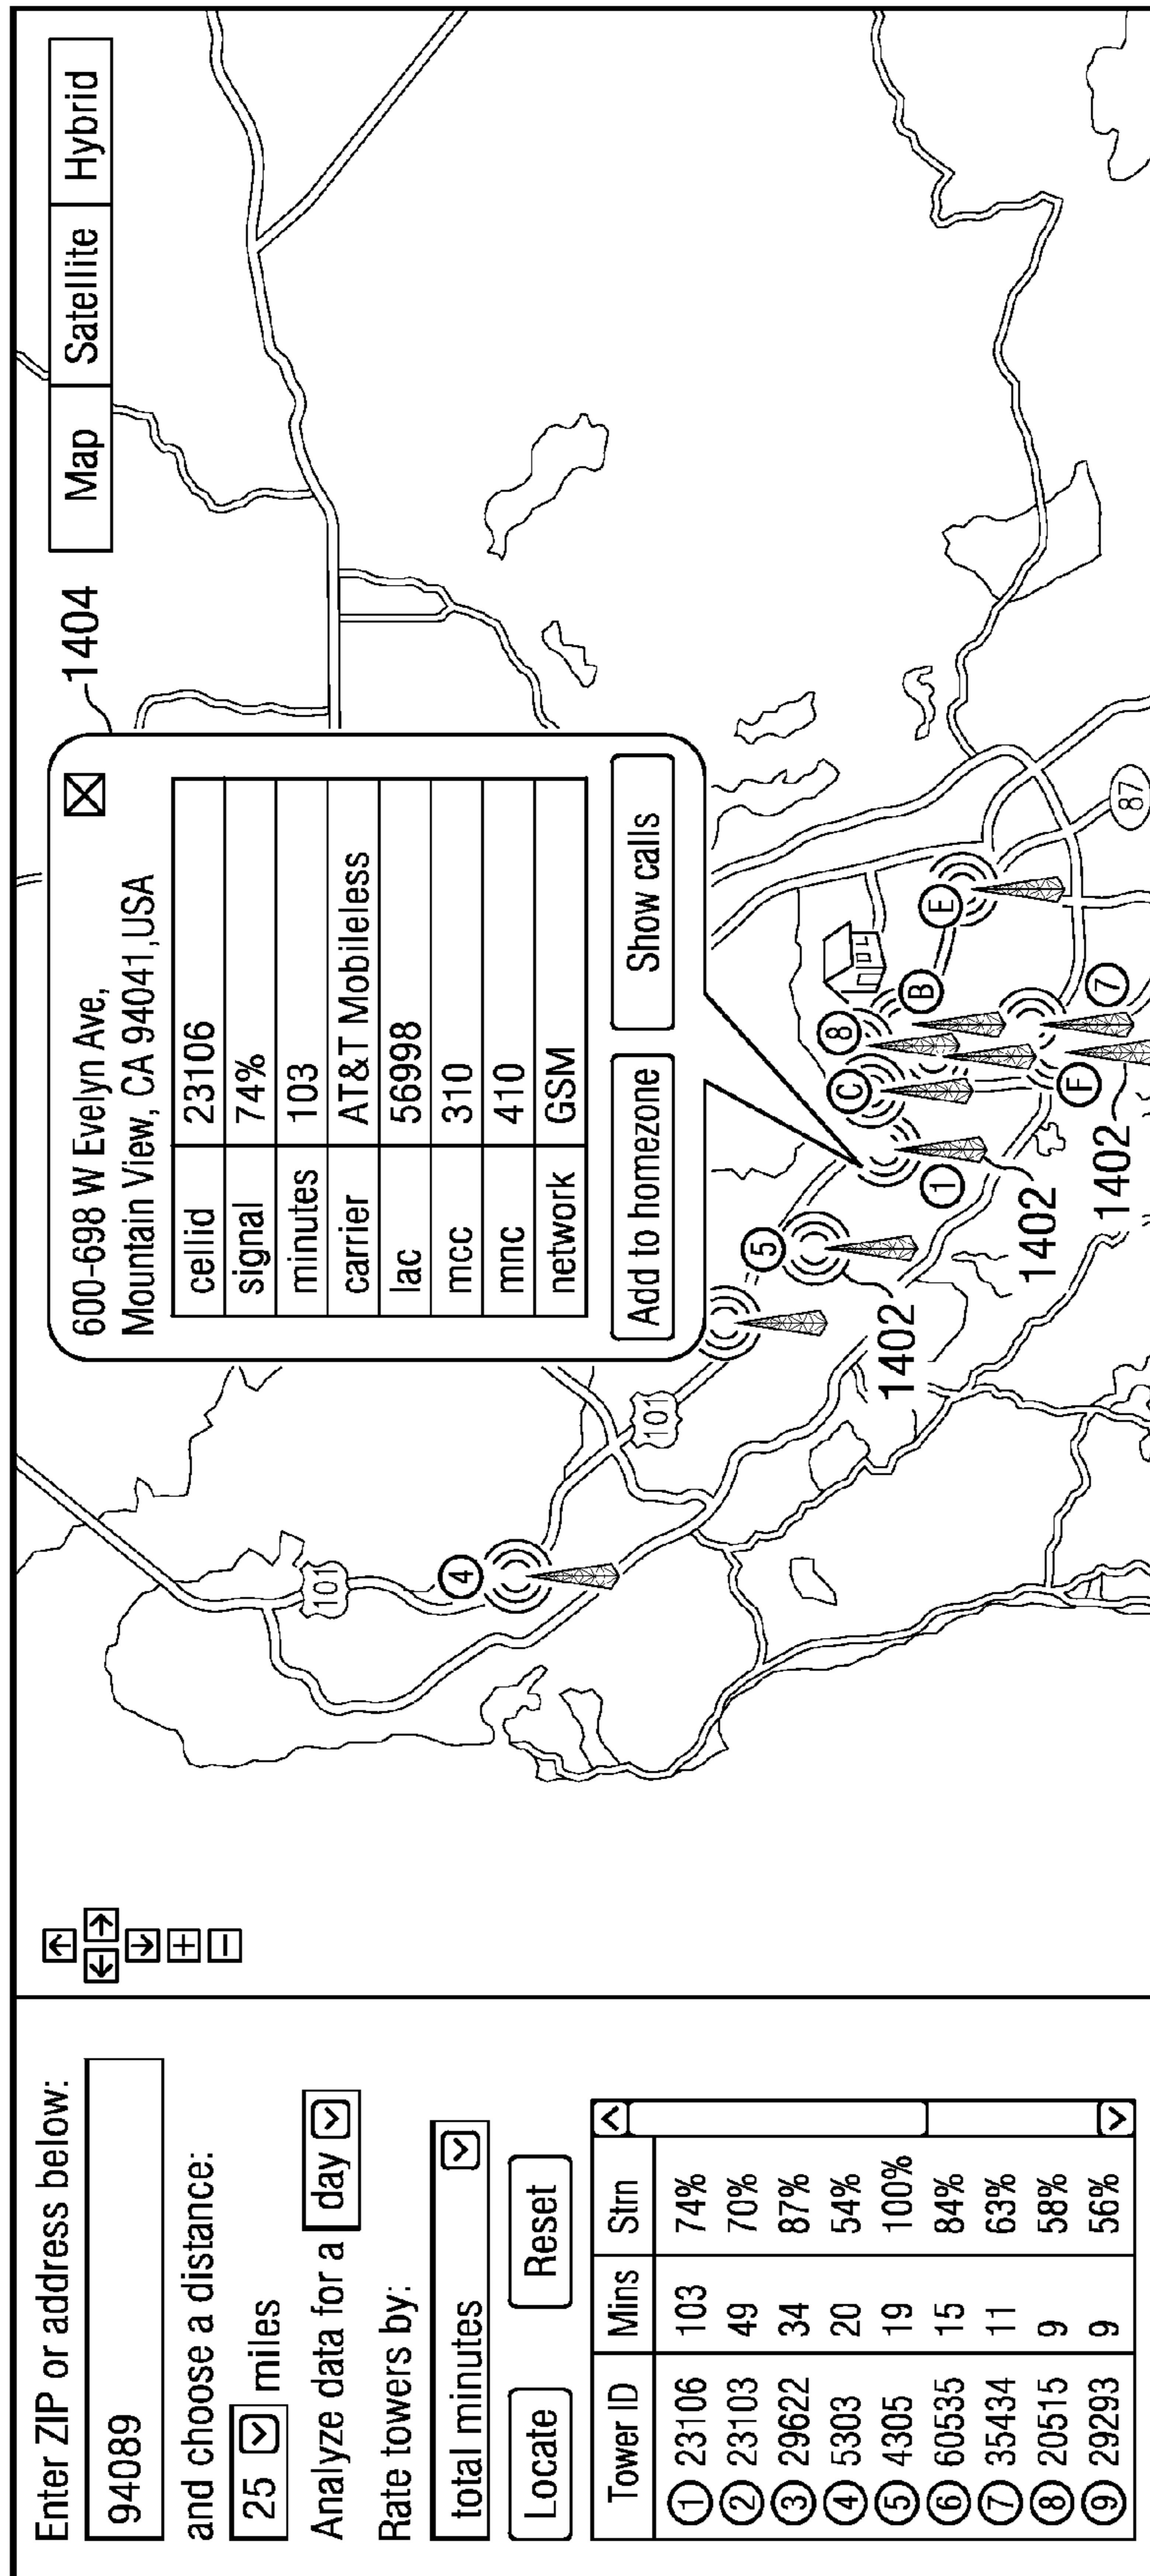 Enter ZIP or address below:
94089
and choose a distance:
25 miles
Analyze data for a day
Rate towers by:
total minutes
Locate Reset
Tower ID Mins Strn
1 23106 103 74%
2 23103 49 70%
3 29622 34 87%
4 5303 20 54%
5 4305 19 100%
6 60535 15 84%
7 35434 11 63%
8 20515 9 58%
9 29293 9 56%
Map Satellite Hybrid
1404
600-698 W Evelyn Ave,
Mountain View, CA 94041,USA
cellid 23106
signal 74%
minutes 103
carrier AT&T Mobileless
lac 56998
mcc 310
mnc 410
network GSM
Add to homezone Show calls
101
4
101
5
1402
1
1402
C
8
B
E
F
7
1402
87